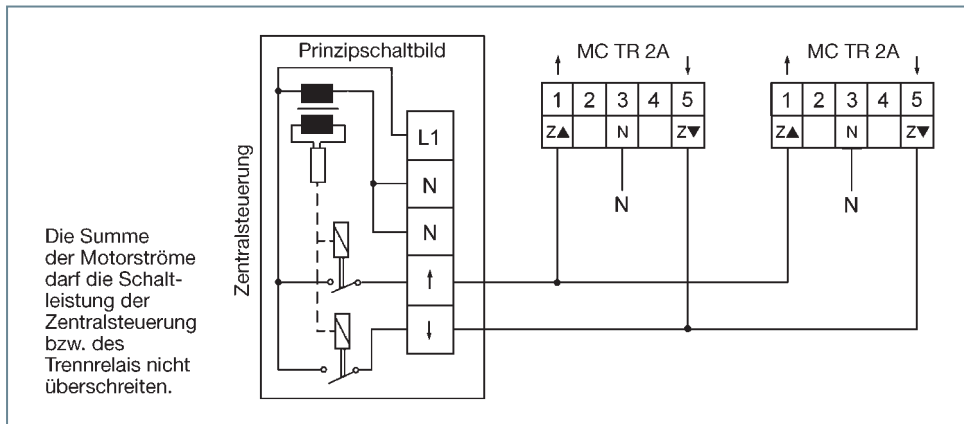 Prinzipschaltbild
Zentralsteuerung
L1
N
N
↑
↓
Die Summe
der Motorströme
darf die Schalt-
leistung der
Zentralsteuerung
bzw. des
Trennrelais nicht
überschreiten.
↑ MC TR 2A ↓
1 2 3 4 5
Z▲ N Z▼
N
↑ MC TR 2A ↓
1 2 3 4 5
Z▲ N Z▼
N